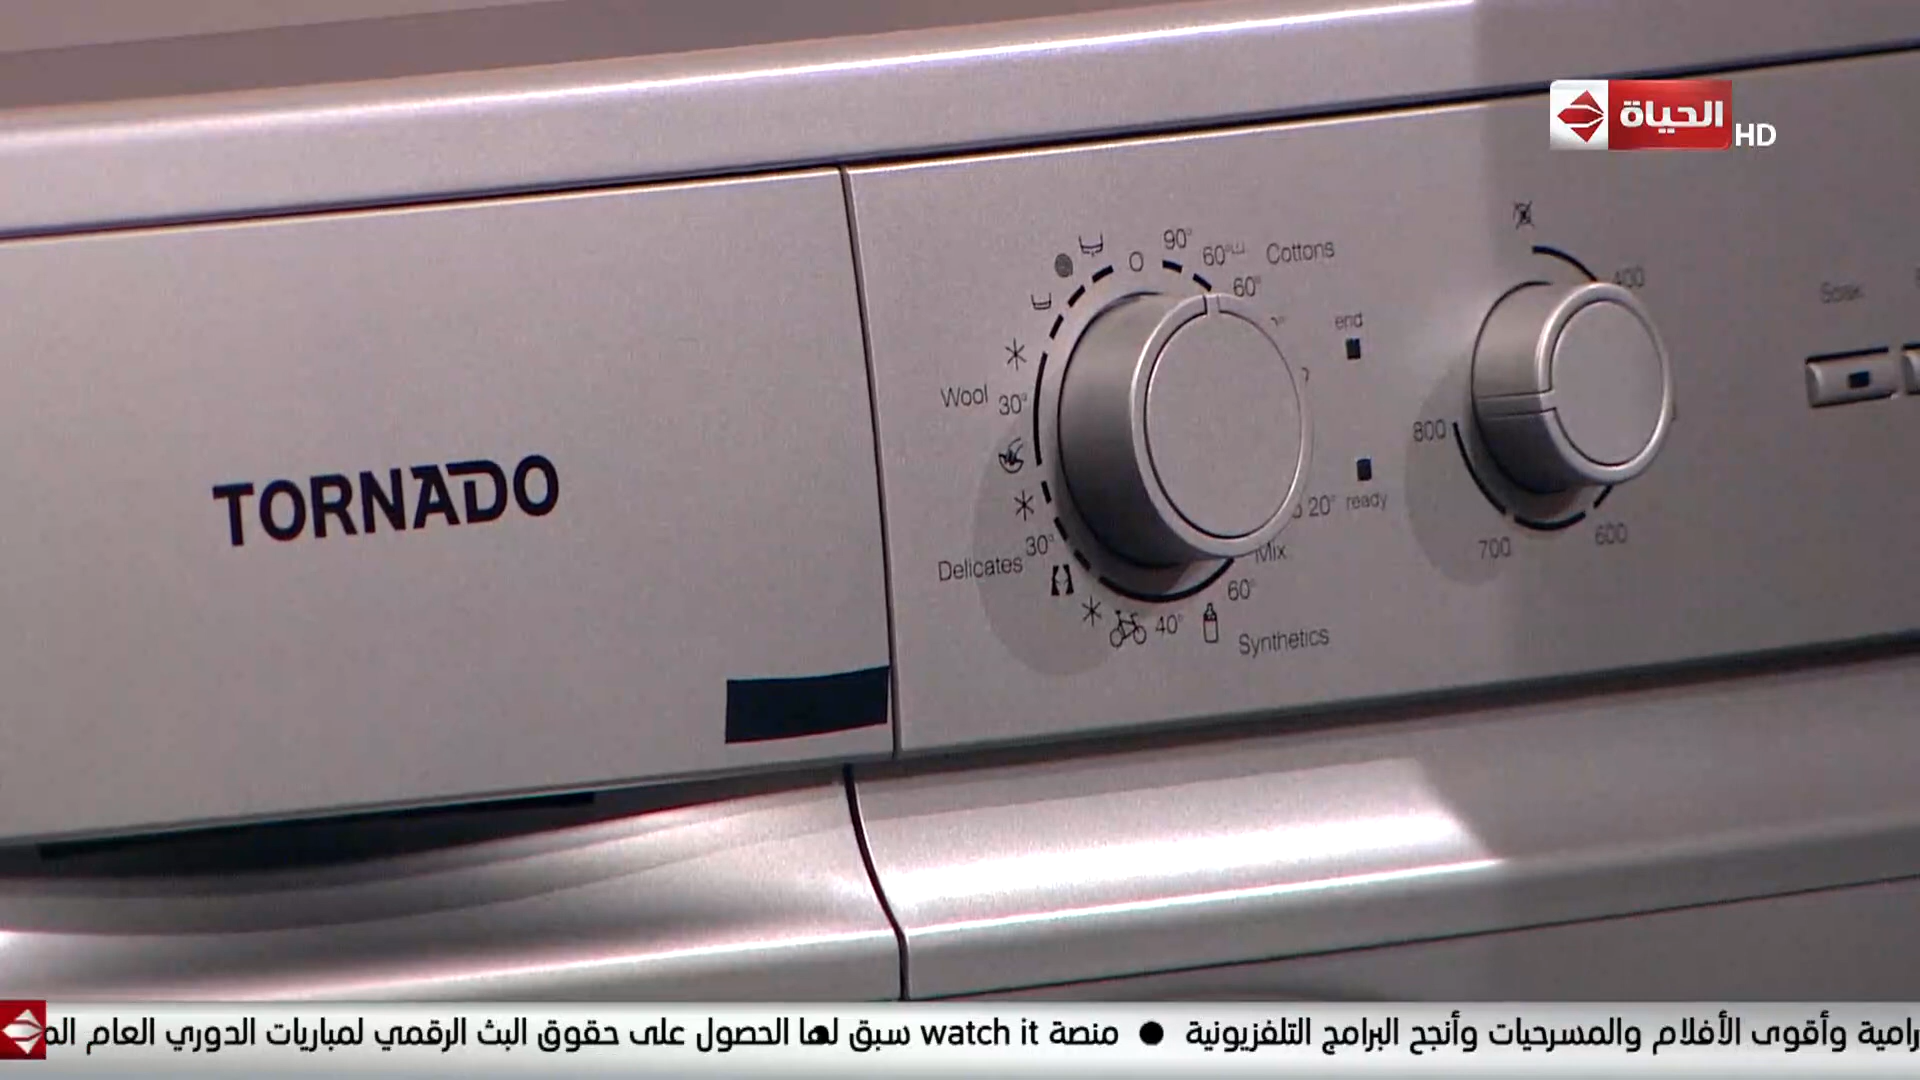 الحياة
HD
TORNADO
90°
60°
Cottons
60°
end
Wool
30°
20°
ready
Mix
30°
Delicates
60°
40°
Synthetics
400
800
700
600
Soak
رامية وأقوى الأفلام والمسرحيات وأنجح البرامج التلفزيونية ● منصة watch it سبق لها الحصول على حقوق البث الرقمي لمباريات الدوري العام